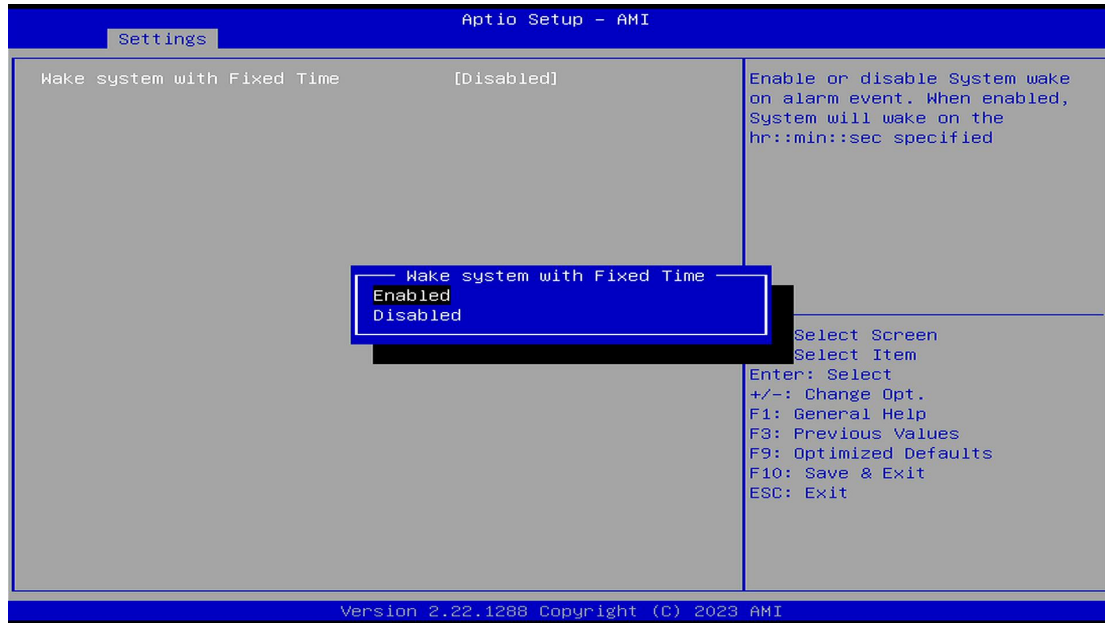 Aptio Setup – AMI
Settings
Wake system with Fixed Time [Disabled]
Enable or disable System wake
on alarm event. When enabled,
System will wake on the
hr::min::sec specified
Wake system with Fixed Time
Enabled
Disabled
Select Screen
Select Item
Enter: Select
+/-: Change Opt.
F1: General Help
F3: Previous Values
F9: Optimized Defaults
F10: Save & Exit
ESC: Exit
Version 2.22.1288 Copyright (C) 2023 AMI